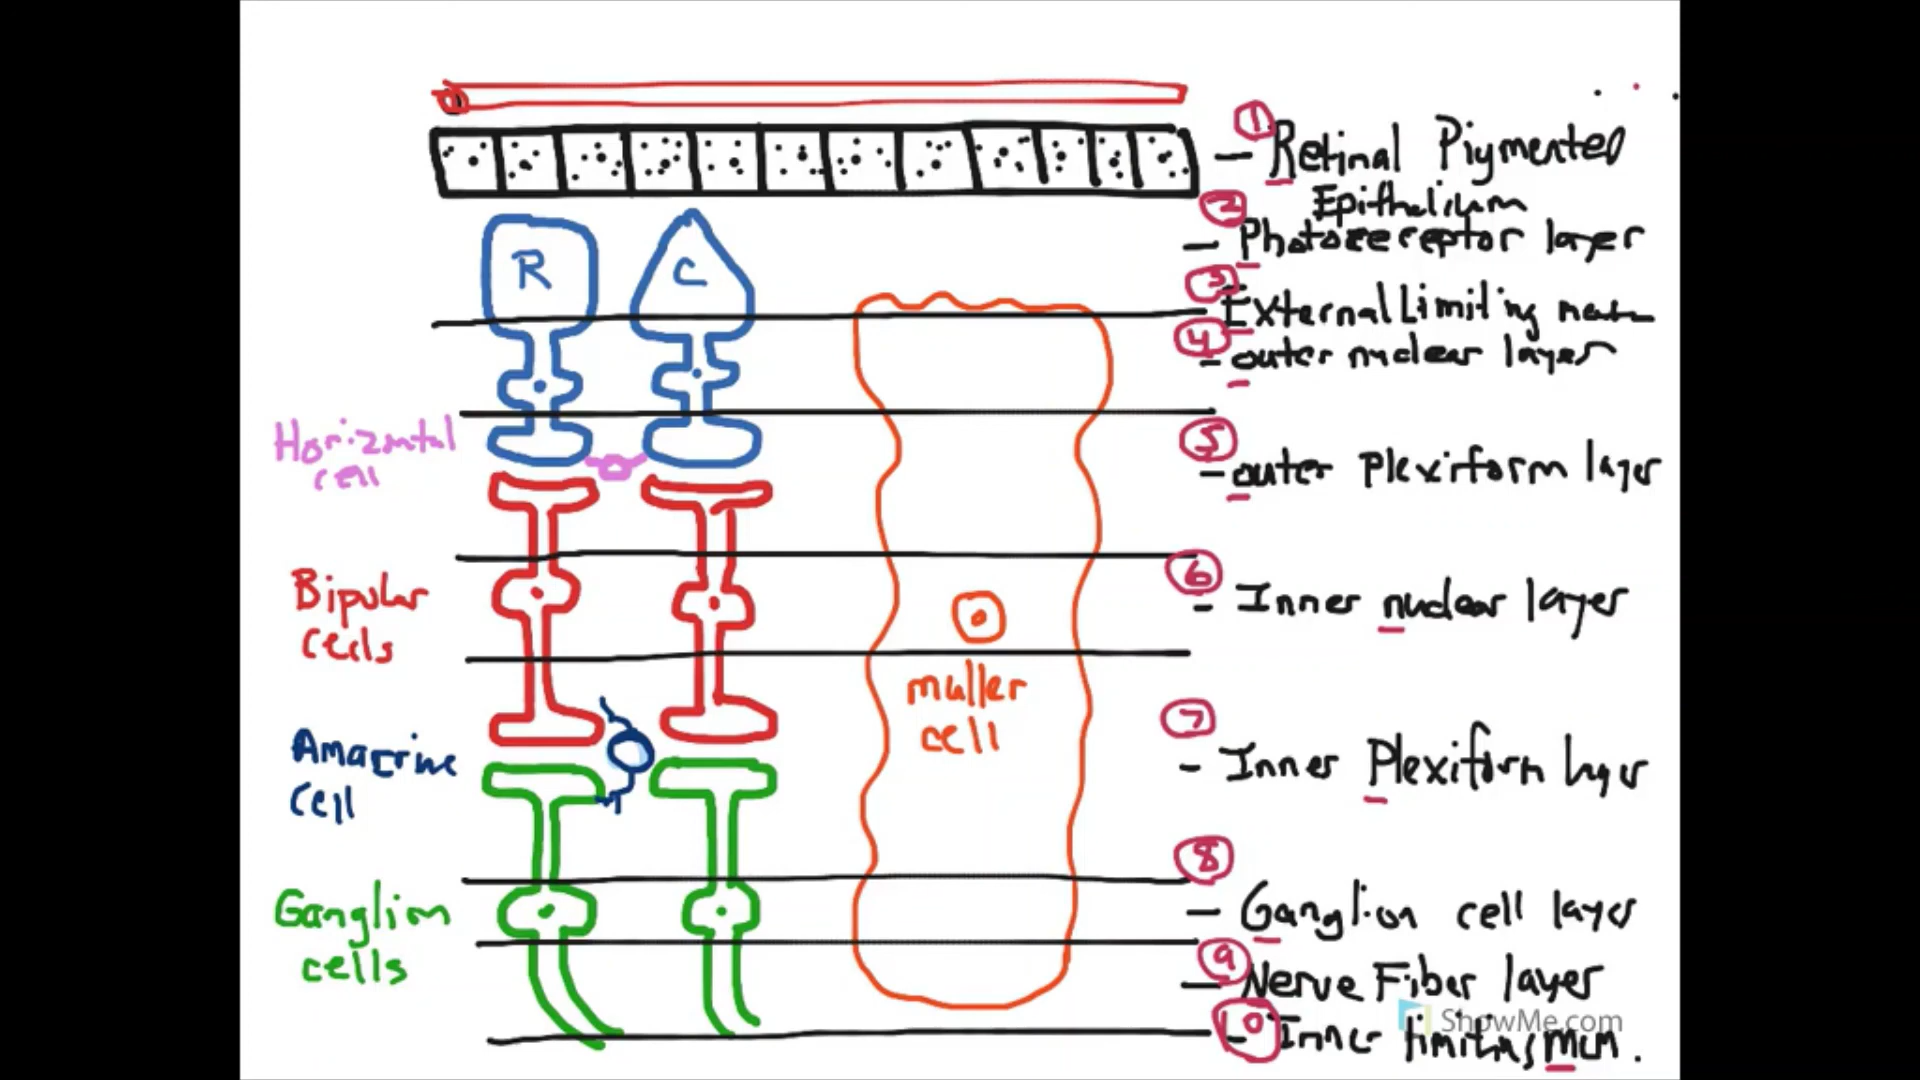 1
- Retinal Piymented
Epithelium
2
- Photoreceptor layer
3
External Limiting
4
- outer nuclear layer
Horizontal
cell
5
- outer Plexiform layer
R
C
Bipolar
cells
6
- Inner nuclear layer
muller
cell
7
- Inner Plexiform layer
Amacrine
cell
8
- Ganglion cell layer
Ganglion
cells
9
- Nerve Fiber layer
10
- Inner limiting Mem.
ShowMe.com